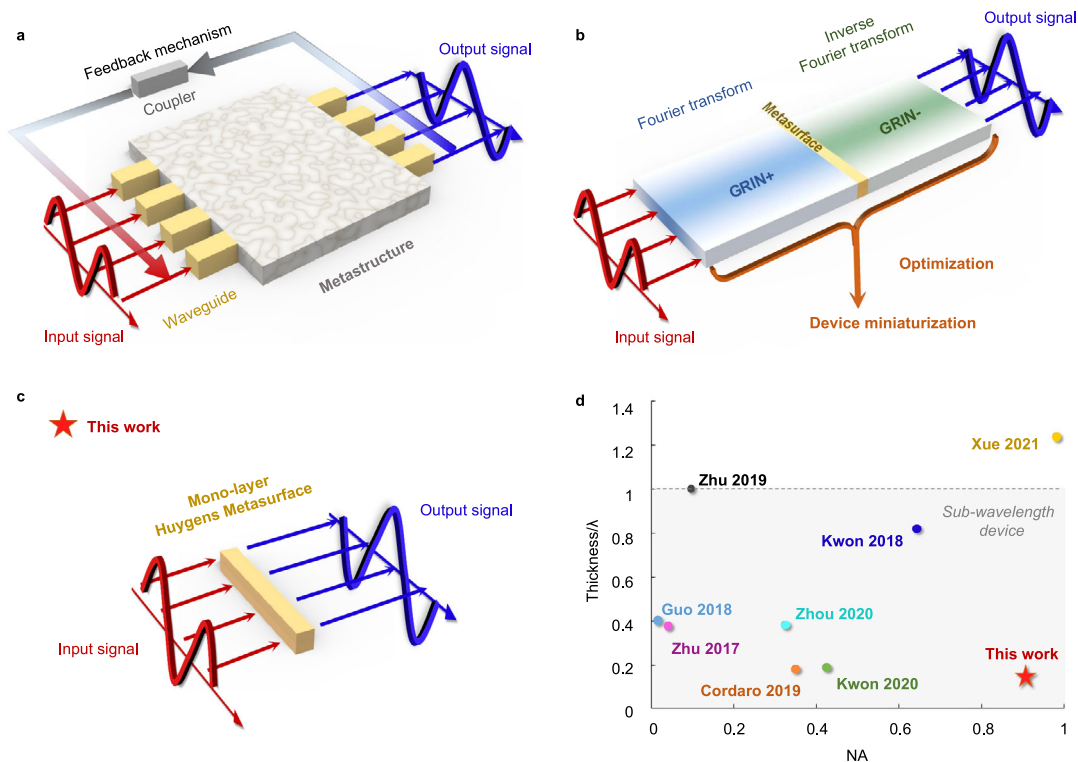 a
Feedback mechanism
Coupler
Output signal
Metastructure
Waveguide
Input signal
b
Output signal
Inverse
Fourier transform
Fourier transform
Metasurface
GRIN-
GRIN+
Optimization
Device miniaturization
Input signal
c
This work
Mono-layer
Huygens Metasurface
Output signal
Input signal
d
1.4
1.2
1
0.8
0.6
0.4
0.2
0
Thickness/λ
Xue 2021
Zhu 2019
Sub-wavelength
device
Kwon 2018
Guo 2018
Zhou 2020
Zhu 2017
This work
Cordaro 2019
Kwon 2020
0 0.2 0.4 0.6 0.8 1
NA